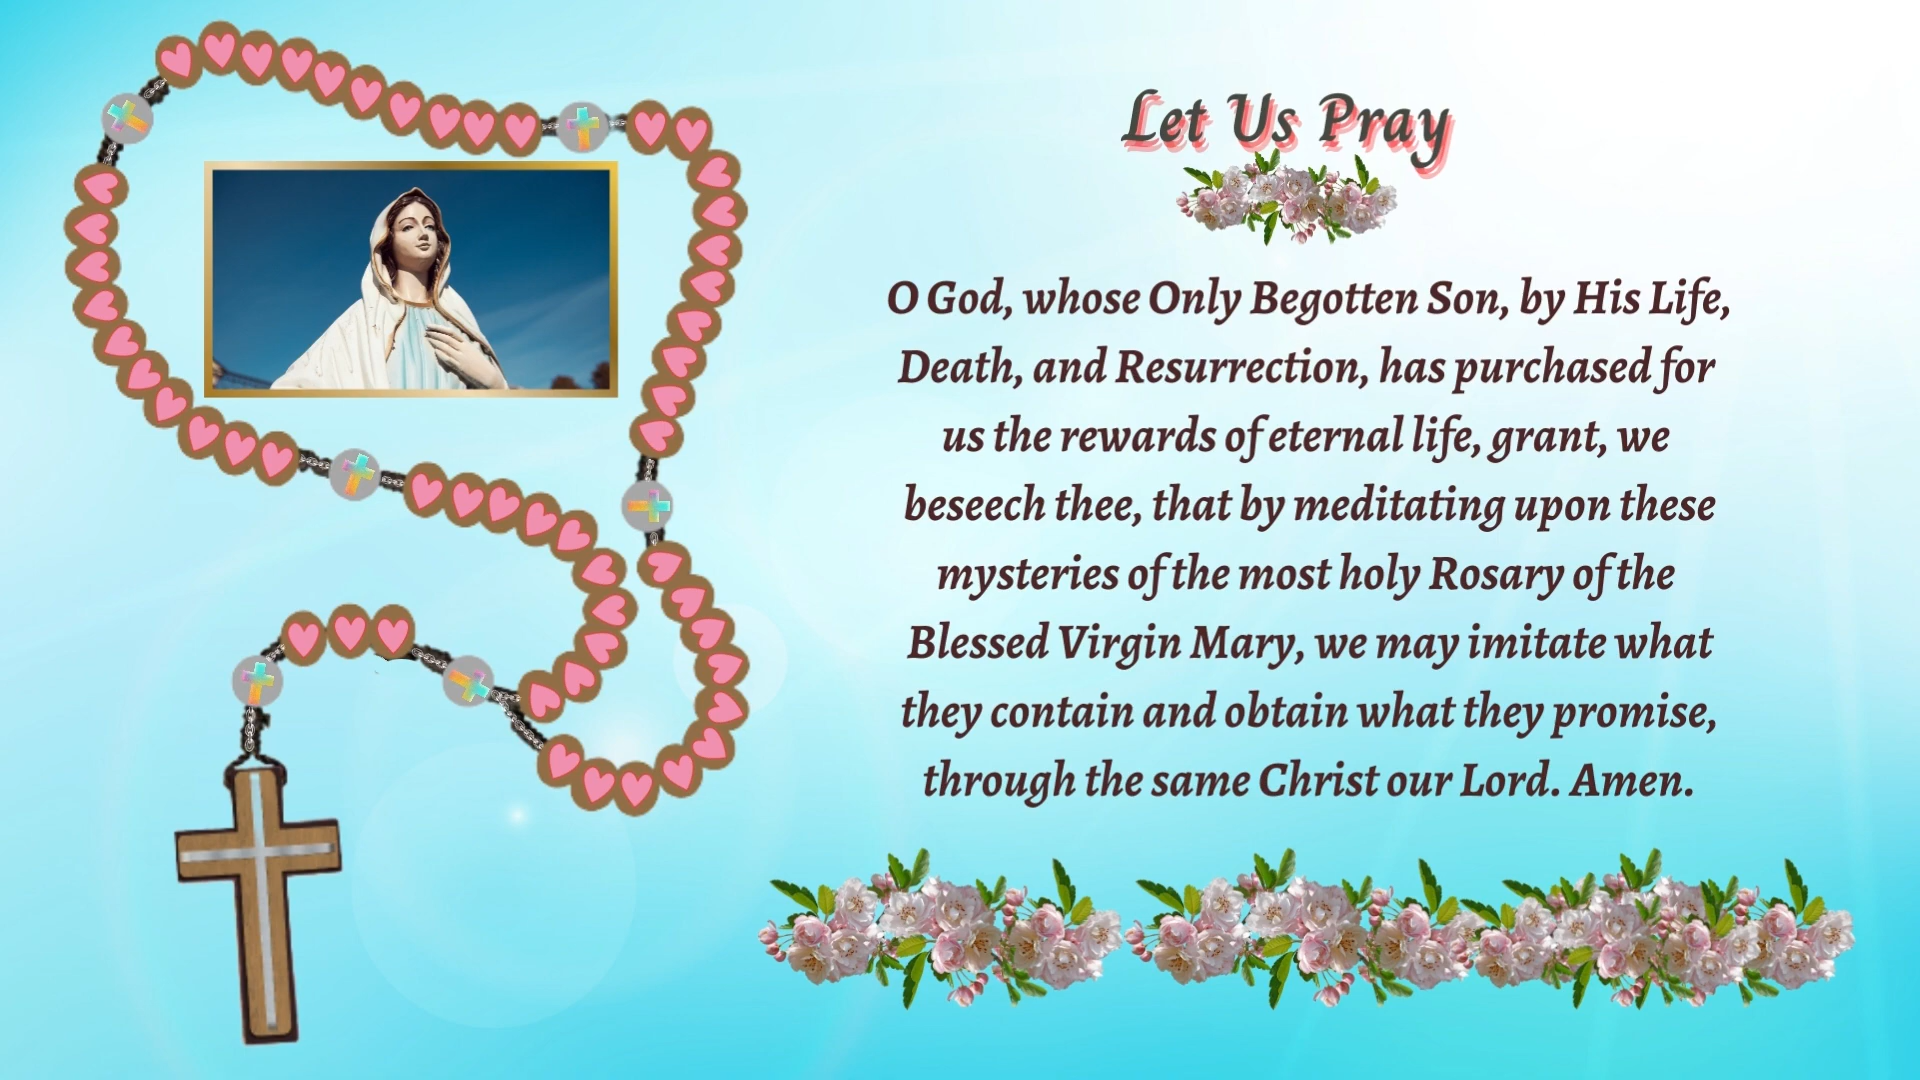 Let Us Pray
O God, whose Only Begotten Son, by His Life,
Death, and Resurrection, has purchased for
us the rewards of eternal life, grant, we
beseech thee, that by meditating upon these
mysteries of the most holy Rosary of the
Blessed Virgin Mary, we may imitate what
they contain and obtain what they promise,
through the same Christ our Lord. Amen.